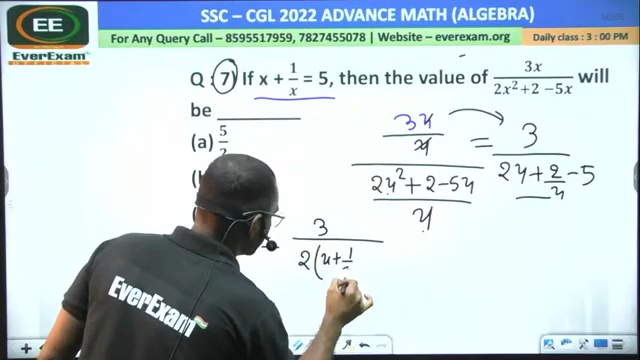 EE
EverExam
OFFICIAL
SSC – CGL 2022 ADVANCE MATH (ALGEBRA)
For Any Query Call – 8595517959, 7827455078 | Website – everexam.org
Daily class : 3 : 00 PM
Q : 7) If x + 1/x = 5, then the value of 3x/(2x² + 2 – 5x) will
be
(a) 5
3x/x
(2x² + 2 - 5x)/x
= 3/(2x + 2/x - 5)
3
2(x + 1
EverExam